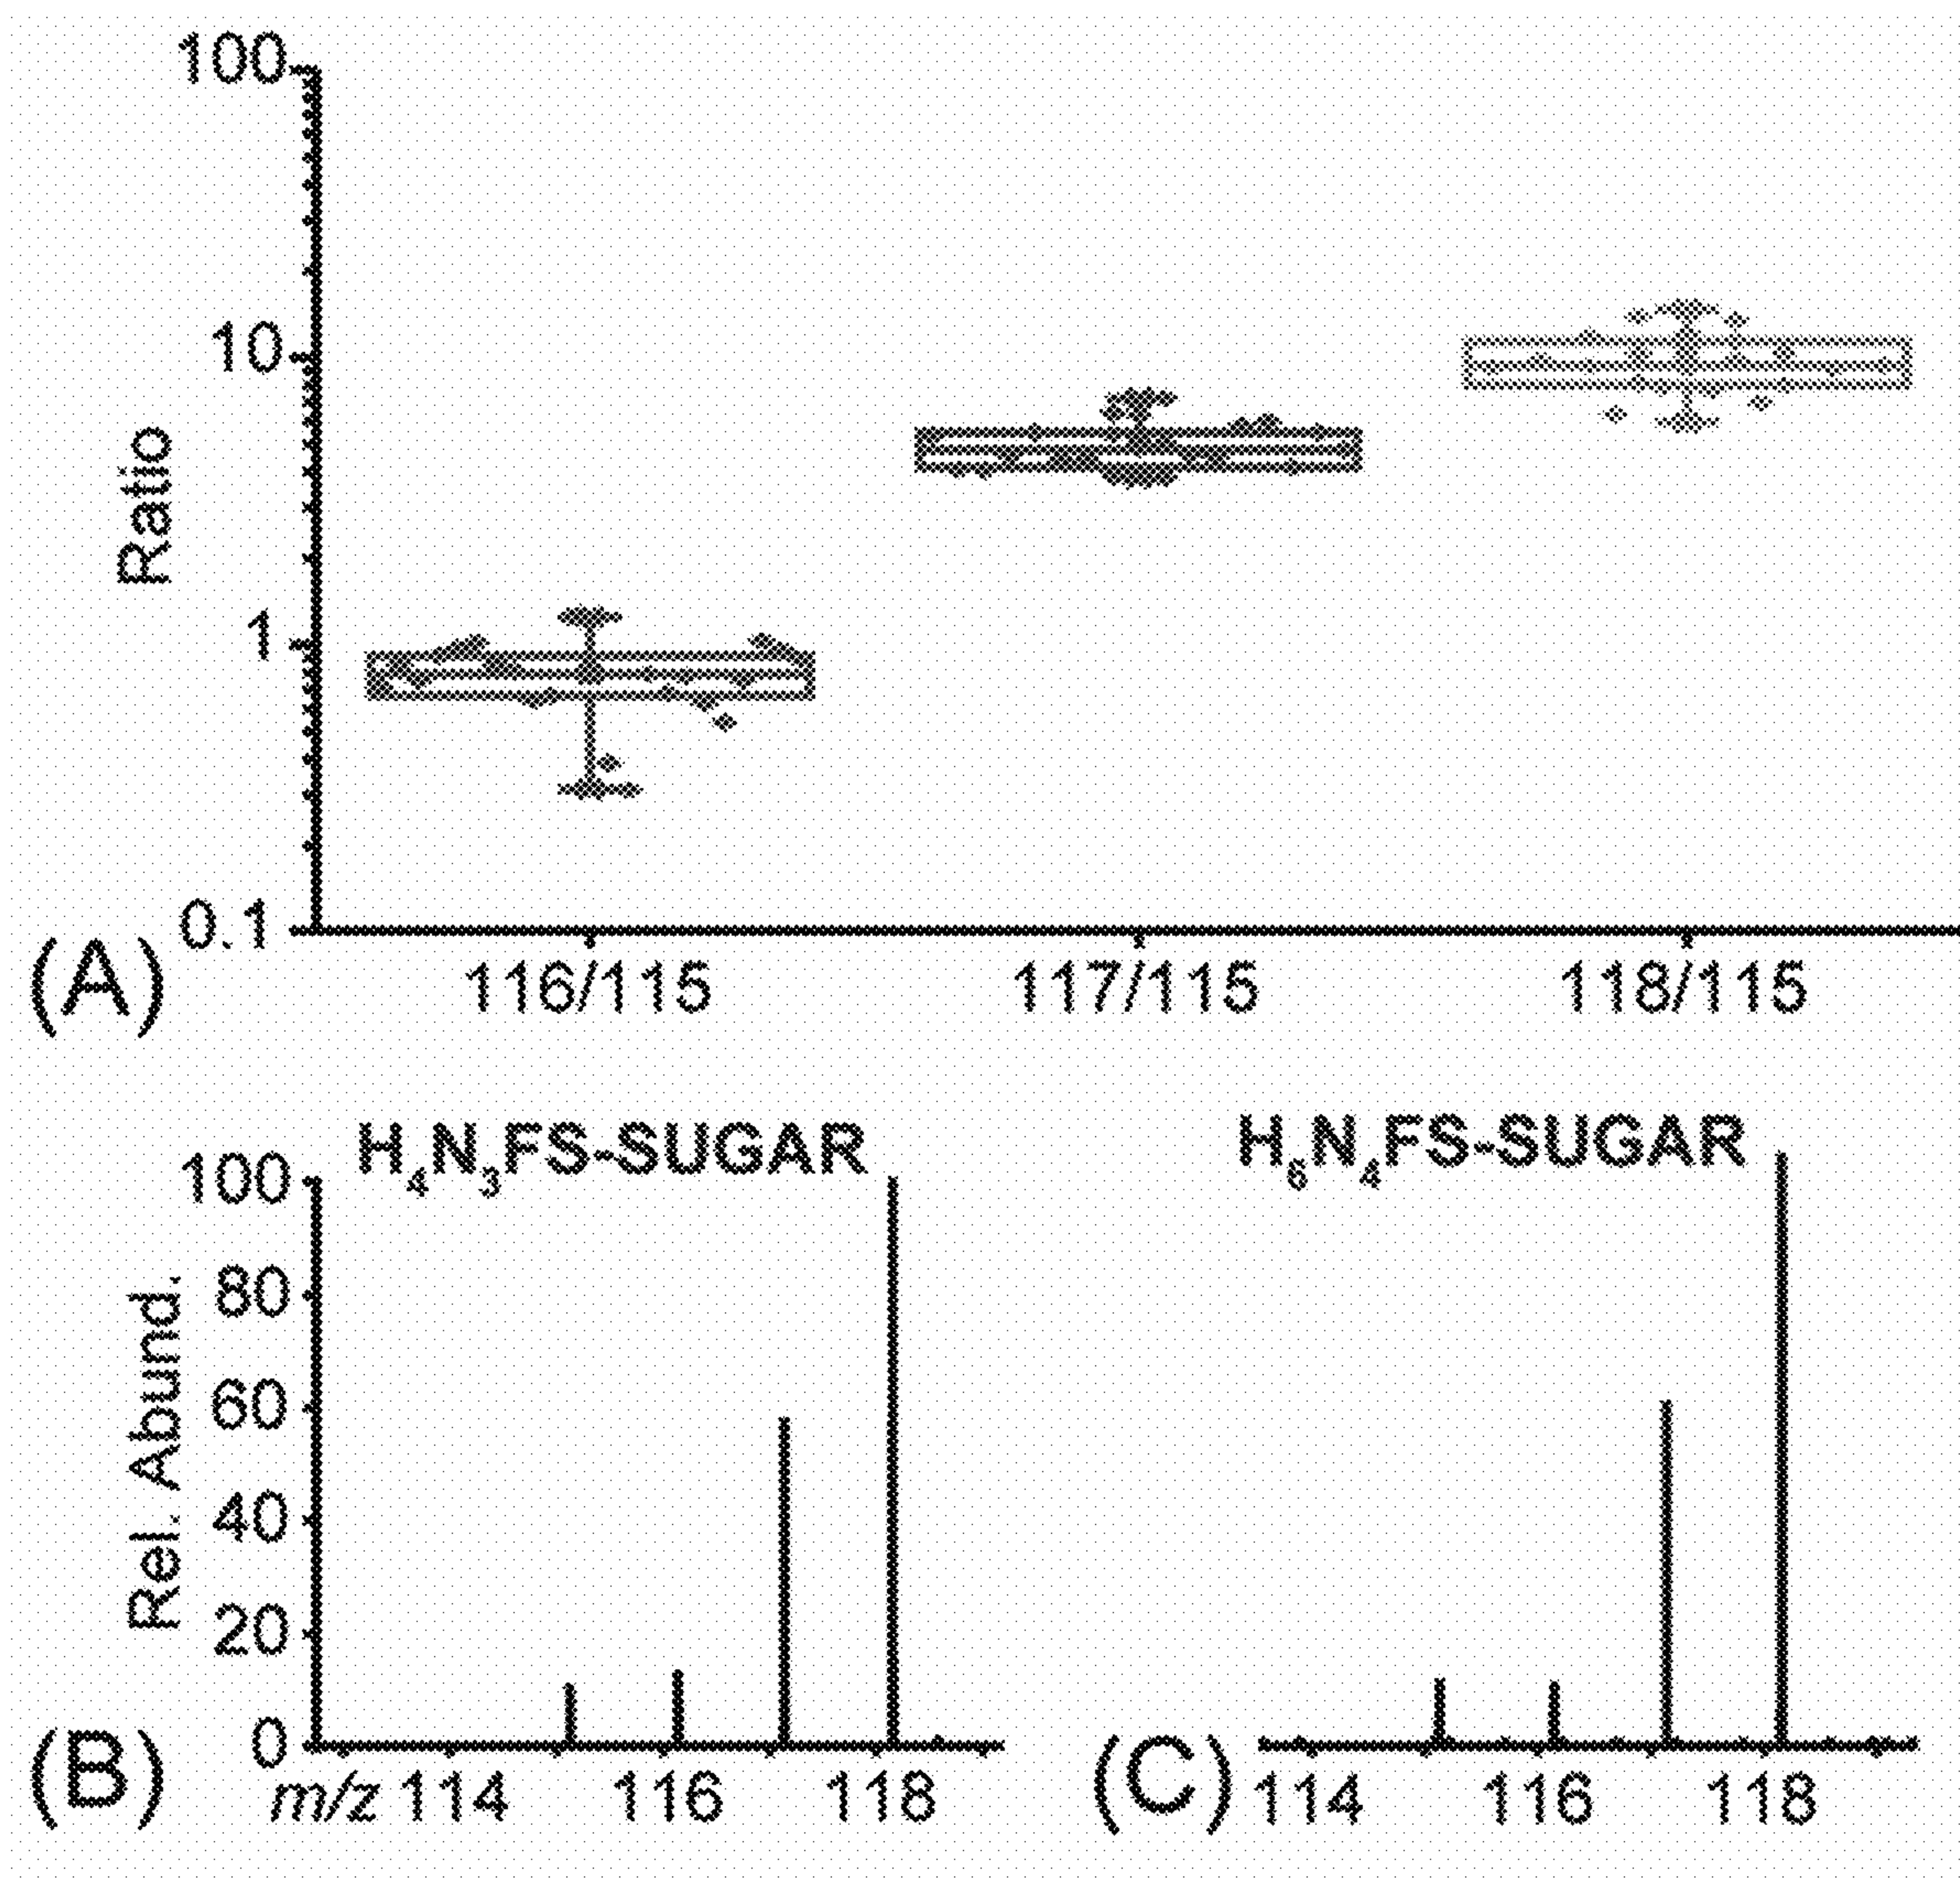 100
10
1
0.1
Ratio
(A)
116/115 117/115 118/115
H₄N₃FS-SUGAR
H₆N₄FS-SUGAR
100
80
60
40
20
0
Rel. Abund.
(B)
m/z 114 116 118
(C)
114 116 118